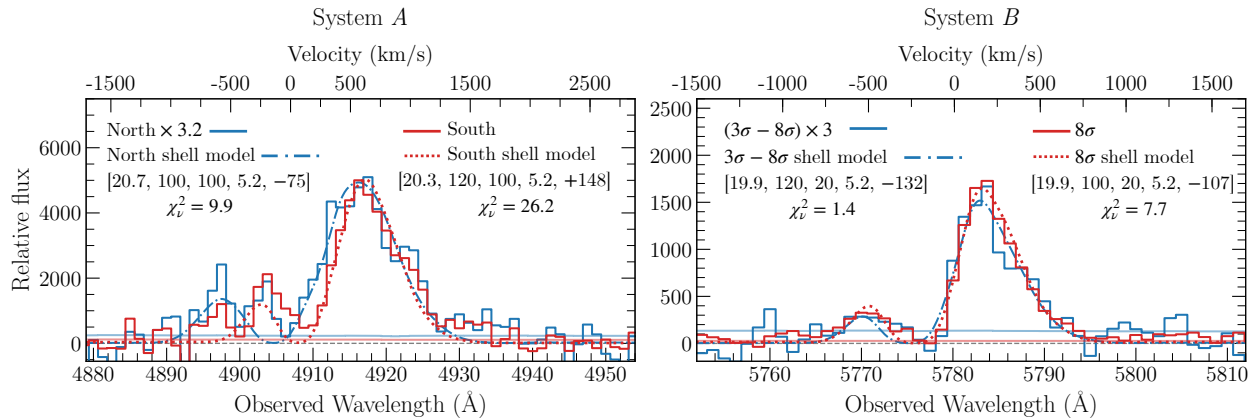 System A
Velocity (km/s)
-1500 -1000 -500 0 500 1000 1500 2000 2500
North × 3.2
North shell model
[20.7, 100, 100, 5.2, −75]
χ²ν = 9.9
South
South shell model
[20.3, 120, 100, 5.2, +148]
χ²ν = 26.2
Relative flux
6000
4000
2000
0
4880 4890 4900 4910 4920 4930 4940 4950
Observed Wavelength (Å)
System B
Velocity (km/s)
-1500 -1000 -500 0 500 1000 1500
(3σ − 8σ) × 3
3σ − 8σ shell model
[19.9, 120, 20, 5.2, −132]
χ²ν = 1.4
8σ
8σ shell model
[19.9, 100, 20, 5.2, −107]
χ²ν = 7.7
2500
2000
1500
1000
500
0
5760 5770 5780 5790 5800 5810
Observed Wavelength (Å)